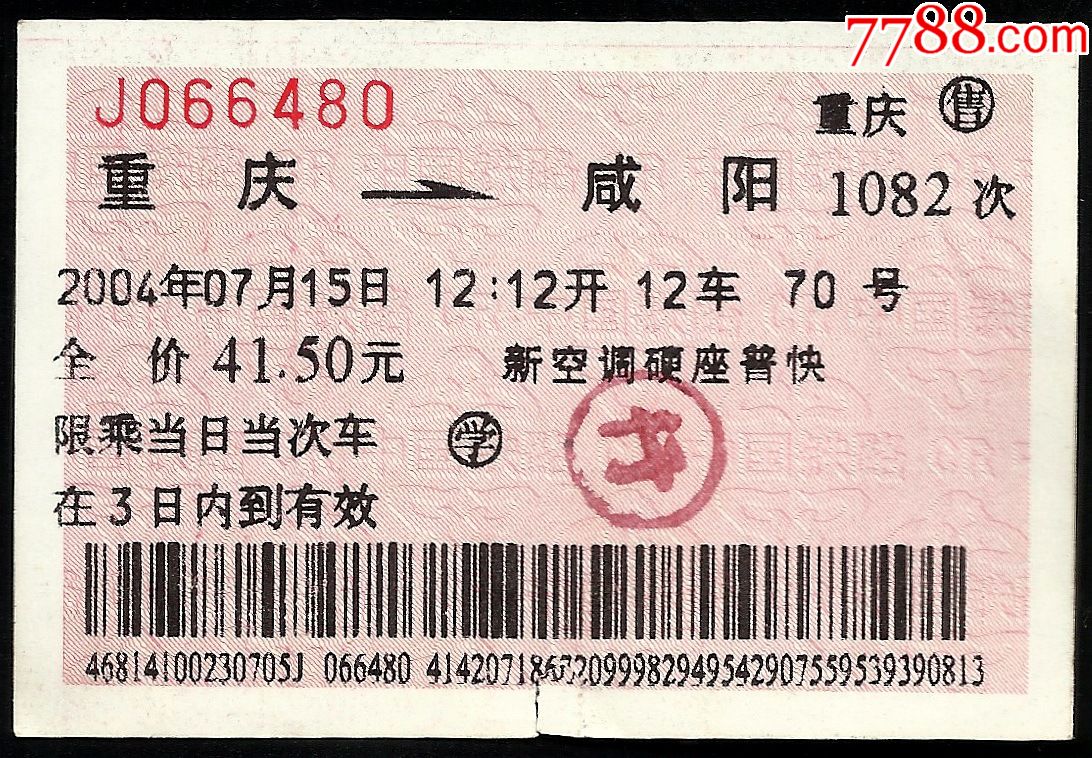 7788.com
J066480
重庆 售
重庆 咸阳 1082次
2004年07月15日 12:12开 12车 70号
全价 41.50元 新空调硬座普快
限乘当日当次车 学
在3日内到有效
46814100230705J 066480